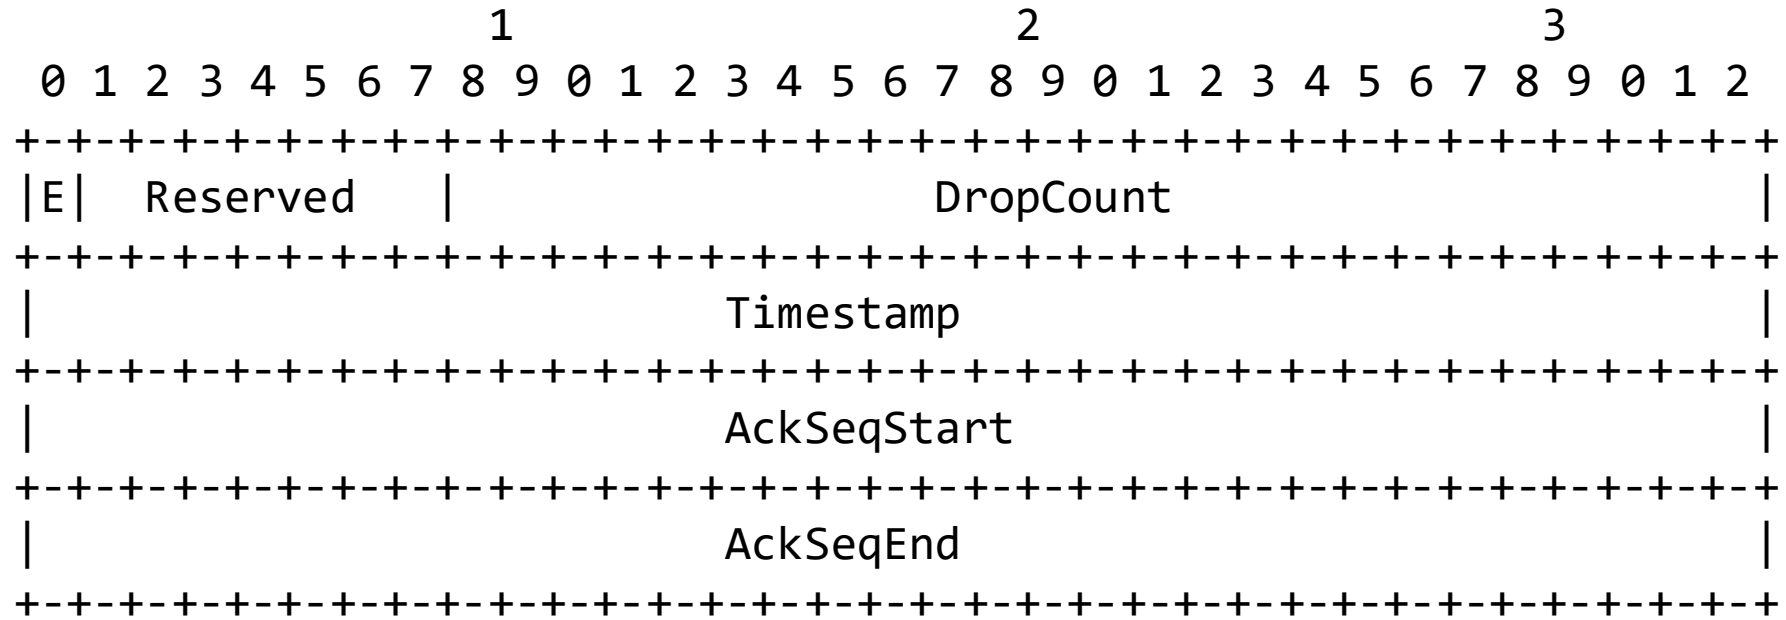 1                   2                   3
 0 1 2 3 4 5 6 7 8 9 0 1 2 3 4 5 6 7 8 9 0 1 2 3 4 5 6 7 8 9 0 1 2
+-+-+-+-+-+-+-+-+-+-+-+-+-+-+-+-+-+-+-+-+-+-+-+-+-+-+-+-+-+-+-+-+-+
|E|  Reserved   |                  DropCount                      |
+-+-+-+-+-+-+-+-+-+-+-+-+-+-+-+-+-+-+-+-+-+-+-+-+-+-+-+-+-+-+-+-+-+
|                          Timestamp                              |
+-+-+-+-+-+-+-+-+-+-+-+-+-+-+-+-+-+-+-+-+-+-+-+-+-+-+-+-+-+-+-+-+-+
|                          AckSeqStart                            |
+-+-+-+-+-+-+-+-+-+-+-+-+-+-+-+-+-+-+-+-+-+-+-+-+-+-+-+-+-+-+-+-+-+
|                          AckSeqEnd                              |
+-+-+-+-+-+-+-+-+-+-+-+-+-+-+-+-+-+-+-+-+-+-+-+-+-+-+-+-+-+-+-+-+-+